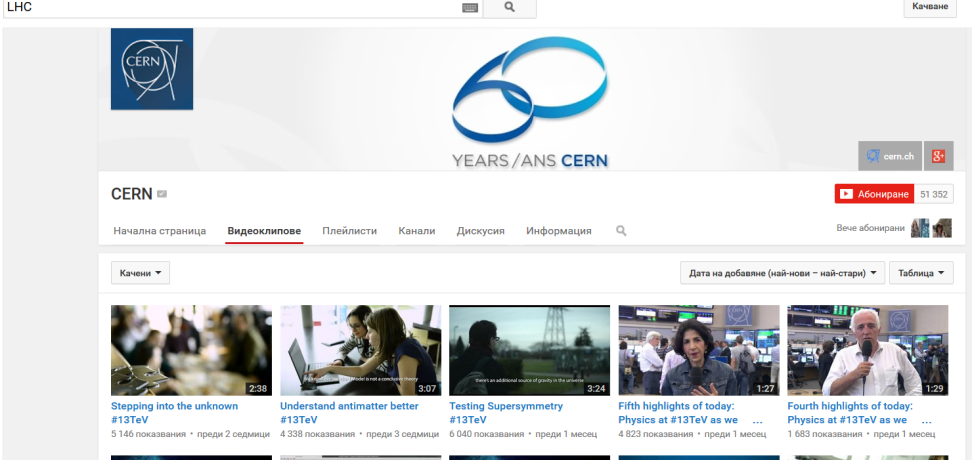 LHC
Качване
CERN
60
YEARS/ANS CERN
cern.ch
g+
CERN
Абониране 51 352
Начална страница Видеоклипове Плейлисти Канали Дискусия Информация
Вече абонирани
Качени
Дата на добавяне (най-нови – най-стари) Таблица
2:38 3:07 3:24 1:27 1:29
there's an additional source of gravity in the universe
Stepping into the unknown
#13TeV
5 146 показвания • преди 2 седмици
Understand antimatter better
#13TeV
4 338 показвания • преди 3 седмици
Testing Supersymmetry
#13TeV
6 040 показвания • преди 1 месец
Fifth highlights of today:
Physics at #13TeV as we ...
4 823 показвания • преди 1 месец
Fourth highlights of today:
Physics at #13TeV as we ...
1 683 показвания • преди 1 месец